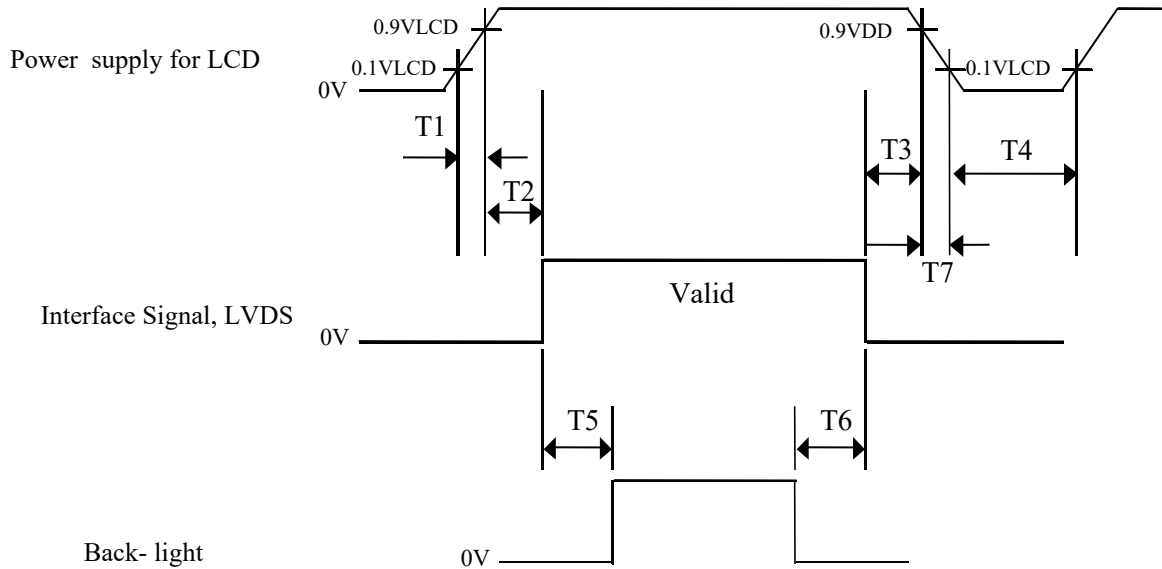 0.9VLCD
0.9VDD
Power supply for LCD
0.1VLCD
0.1VLCD
0V
T1
T3
T4
T2
T7
Valid
Interface Signal, LVDS
0V
T5
T6
Back- light
0V